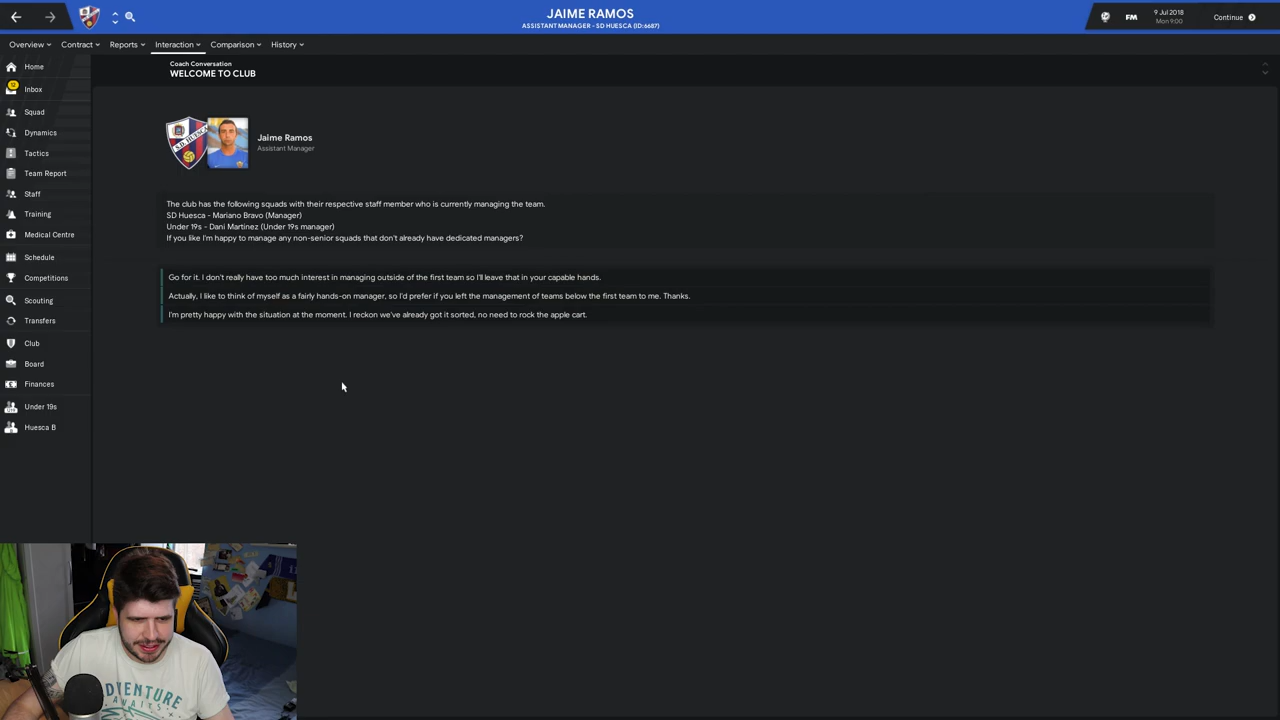 JAIME RAMOS
ASSISTANT MANAGER - SD HUESCA (ID:6687)
FM
9 Jul 2018
Mon 9:00
Continue
Overview
Contract
Reports
Interaction
Comparison
History
Home
Inbox
Squad
Dynamics
Tactics
Team Report
Staff
Training
Medical Centre
Schedule
Competitions
Scouting
Transfers
Club
Board
Finances
Under 19s
Huesca B
Coach Conversation
WELCOME TO CLUB
S.D. HUESCA
Jaime Ramos
Assistant Manager
The club has the following squads with their respective staff member who is currently managing the team.
SD Huesca - Mariano Bravo (Manager)
Under 19s - Dani Martínez (Under 19s manager)
If you like I'm happy to manage any non-senior squads that don't already have dedicated managers?
Go for it. I don't really have too much interest in managing outside of the first team so I'll leave that in your capable hands.
Actually, I like to think of myself as a fairly hands-on manager, so I'd prefer if you left the management of teams below the first team to me. Thanks.
I'm pretty happy with the situation at the moment. I reckon we've already got it sorted, no need to rock the apple cart.
ADVENTURE
AWAITS